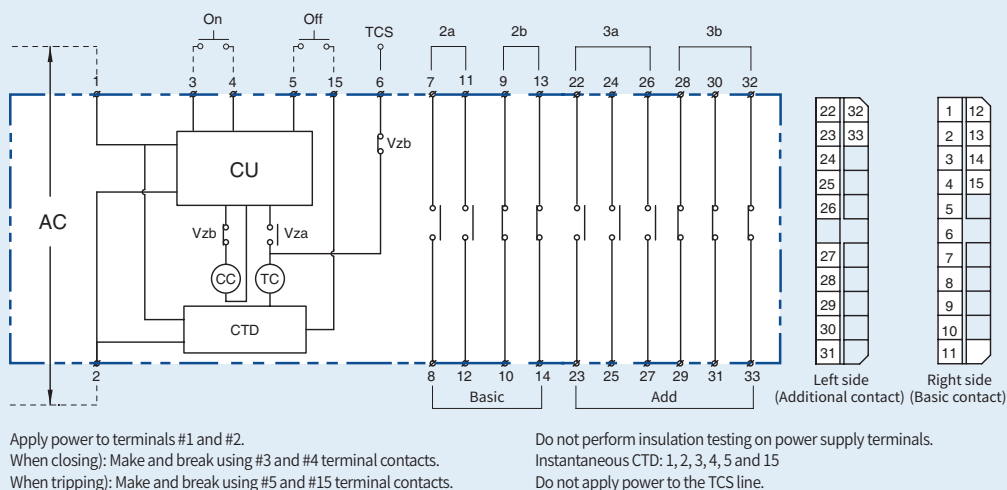 On Off TCS 2a 2b 3a 3b
1 3 4 5 15 6 7 11 9 13 22 24 26 28 30 32
Vzb
CU
AC
Vzb Vza
CC TC
CTD
2 8 12 10 14 23 25 27 29 31 33
Basic Add
22 32
23 33
24
25
26
27
28
29
30
31
Left side
(Additional contact)
1 12
2 13
3 14
4 15
5
6
7
8
9
10
11
Right side
(Basic contact)
Apply power to terminals #1 and #2.
When closing): Make and break using #3 and #4 terminal contacts.
When tripping): Make and break using #5 and #15 terminal contacts.
Do not perform insulation testing on power supply terminals.
Instantaneous CTD: 1, 2, 3, 4, 5 and 15
Do not apply power to the TCS line.